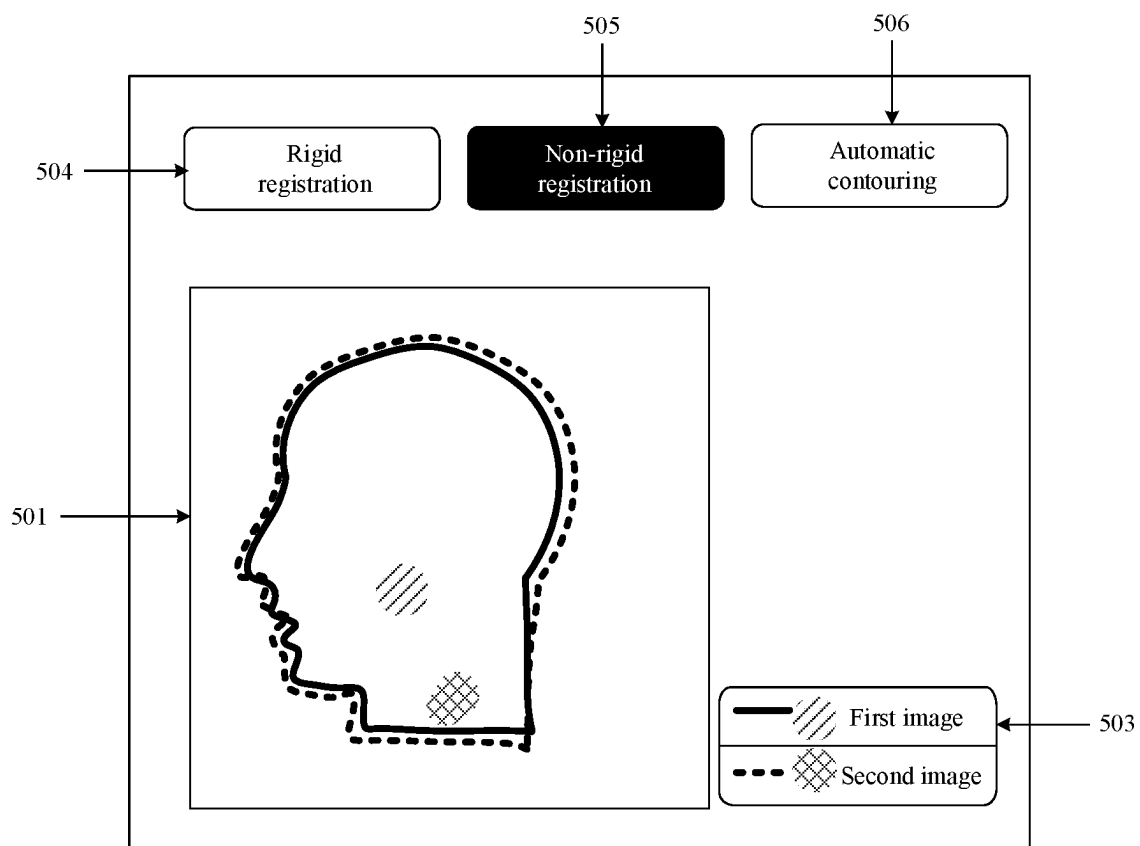 505
506
504
Rigid
registration
Non-rigid
registration
Automatic
contouring
501
First image
503
Second image